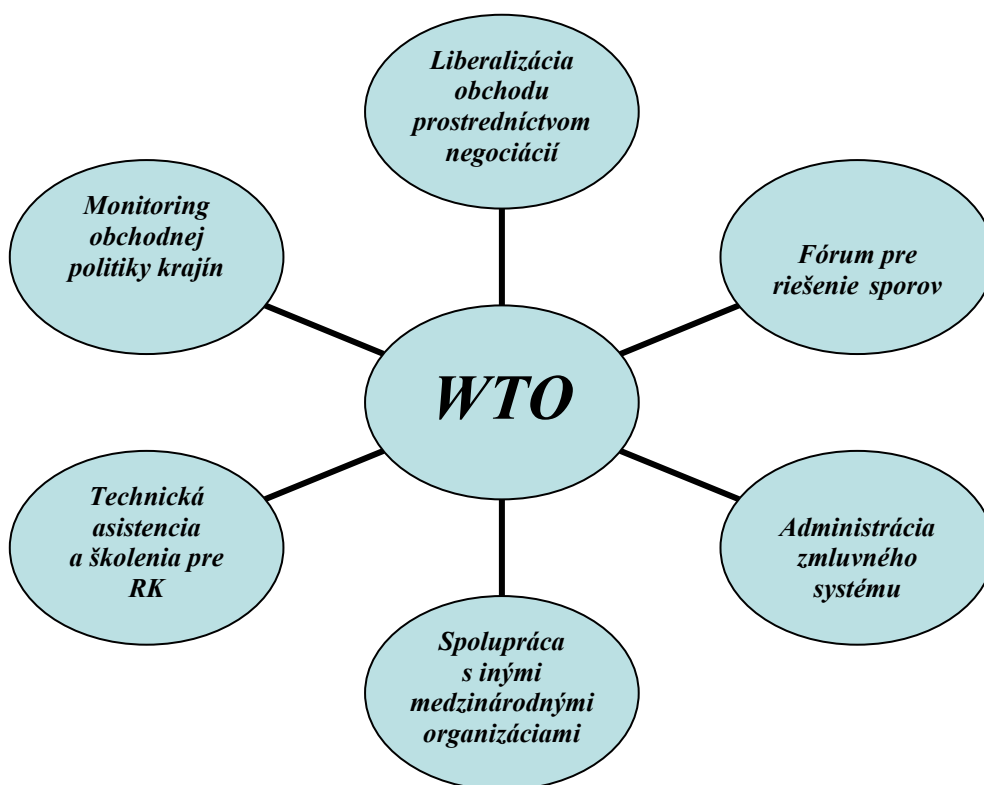 Liberalizácia
obchodu
prostredníctvom
negociácií
Monitoring
obchodnej
politiky krajín
Fórum pre
riešenie sporov
WTO
Technická
asistencia
a školenia pre
RK
Administrácia
zmluvného
systému
Spolupráca
s inými
medzinárodnými
organizáciami